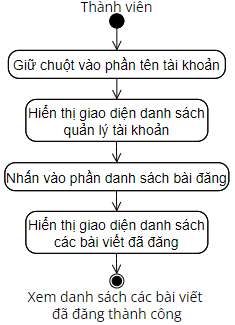 Thành viên
Giữ chuột vào phần tên tài khoản
Hiển thị giao diện danh sách
quản lý tài khoản
Nhấn vào phần danh sách bài đăng
Hiển thị giao diện danh sách
các bài viết đã đăng
Xem danh sách các bài viết
đã đăng thành công